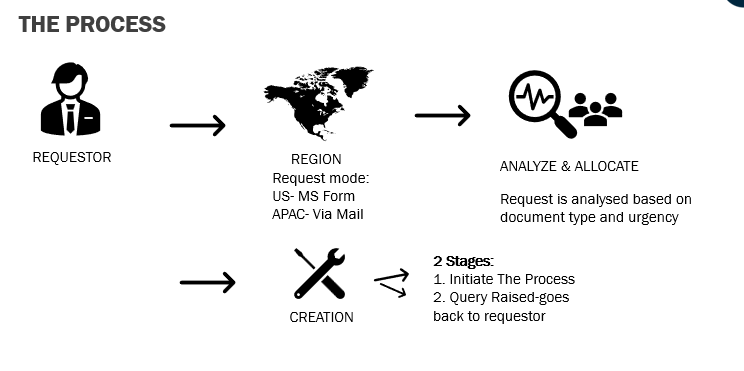 THE PROCESS
REQUESTOR
REGION
Request mode:
US- MS Form
APAC- Via Mail
ANALYZE & ALLOCATE
Request is analysed based on
document type and urgency
CREATION
2 Stages:
1. Initiate The Process
2. Query Raised-goes
back to requestor